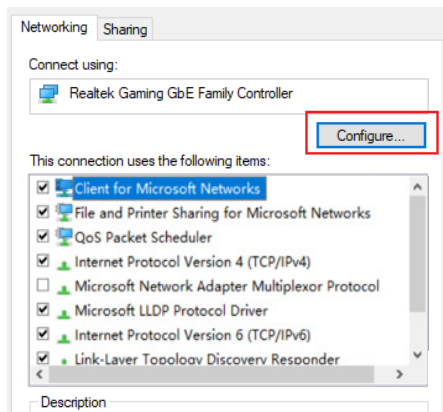 Networking Sharing
Connect using:
Realtek Gaming GbE Family Controller
Configure...
This connection uses the following items:
Client for Microsoft Networks
File and Printer Sharing for Microsoft Networks
QoS Packet Scheduler
Internet Protocol Version 4 (TCP/IPv4)
Microsoft Network Adapter Multiplexor Protocol
Microsoft LLDP Protocol Driver
Internet Protocol Version 6 (TCP/IPv6)
Link-Layer Topology Discovery Responder
Description